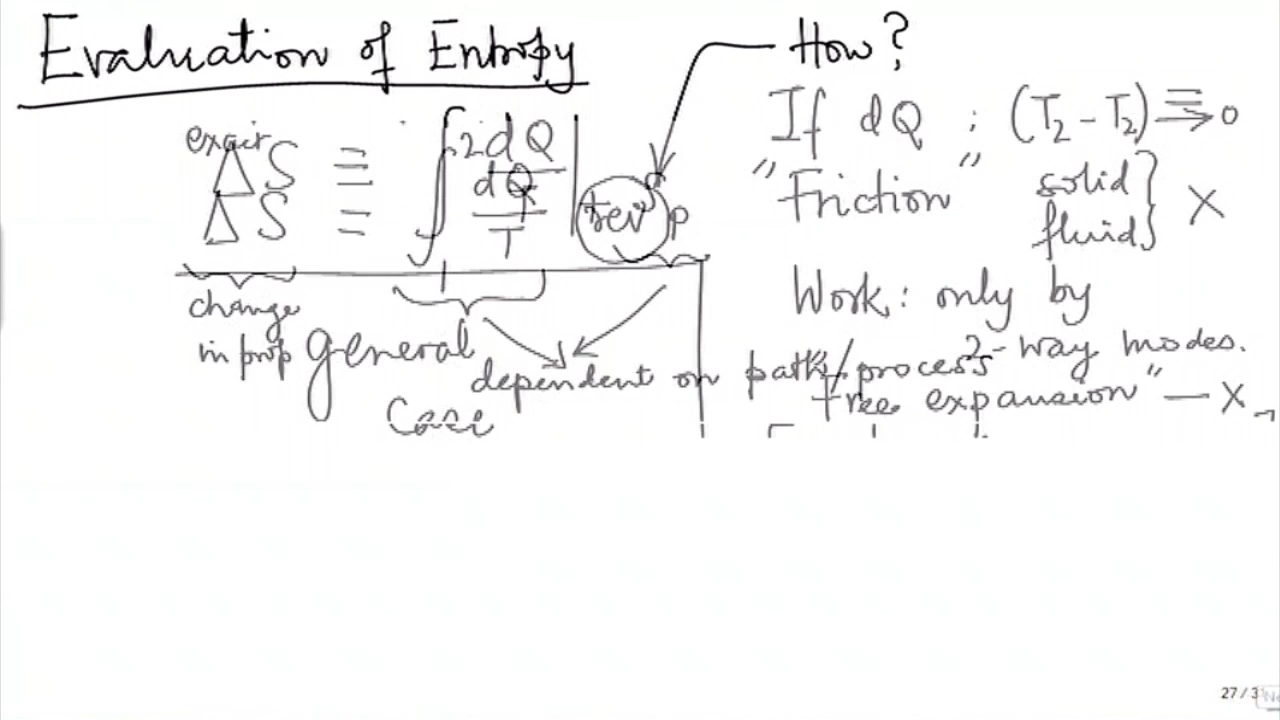 Evaluation of Entropy
How?
exact
ΔS ≡ ∫ 2 dQ
dQ
ΔS = T | rev p
change
in prop
general
Case
dependent on path/process
If dQ : (T2 - T2) → 0
"Friction" solid
fluid } X
Work: only by
2-way modes.
"free expansion" — X
27 / 3